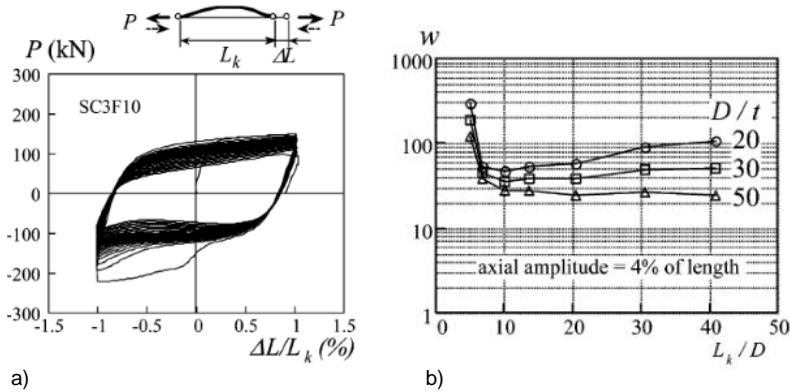 P P
L_k ΔL
P (kN)
300
200
100
0
-100
-200
-300
SC3F10
-1.5 -1 -0.5 0 0.5 1 1.5
ΔL/L_k (%)
a)
w
1000
100
10
1
D / t
20
30
50
axial amplitude = 4% of length
0 10 20 30 40 50
L_k / D
b)